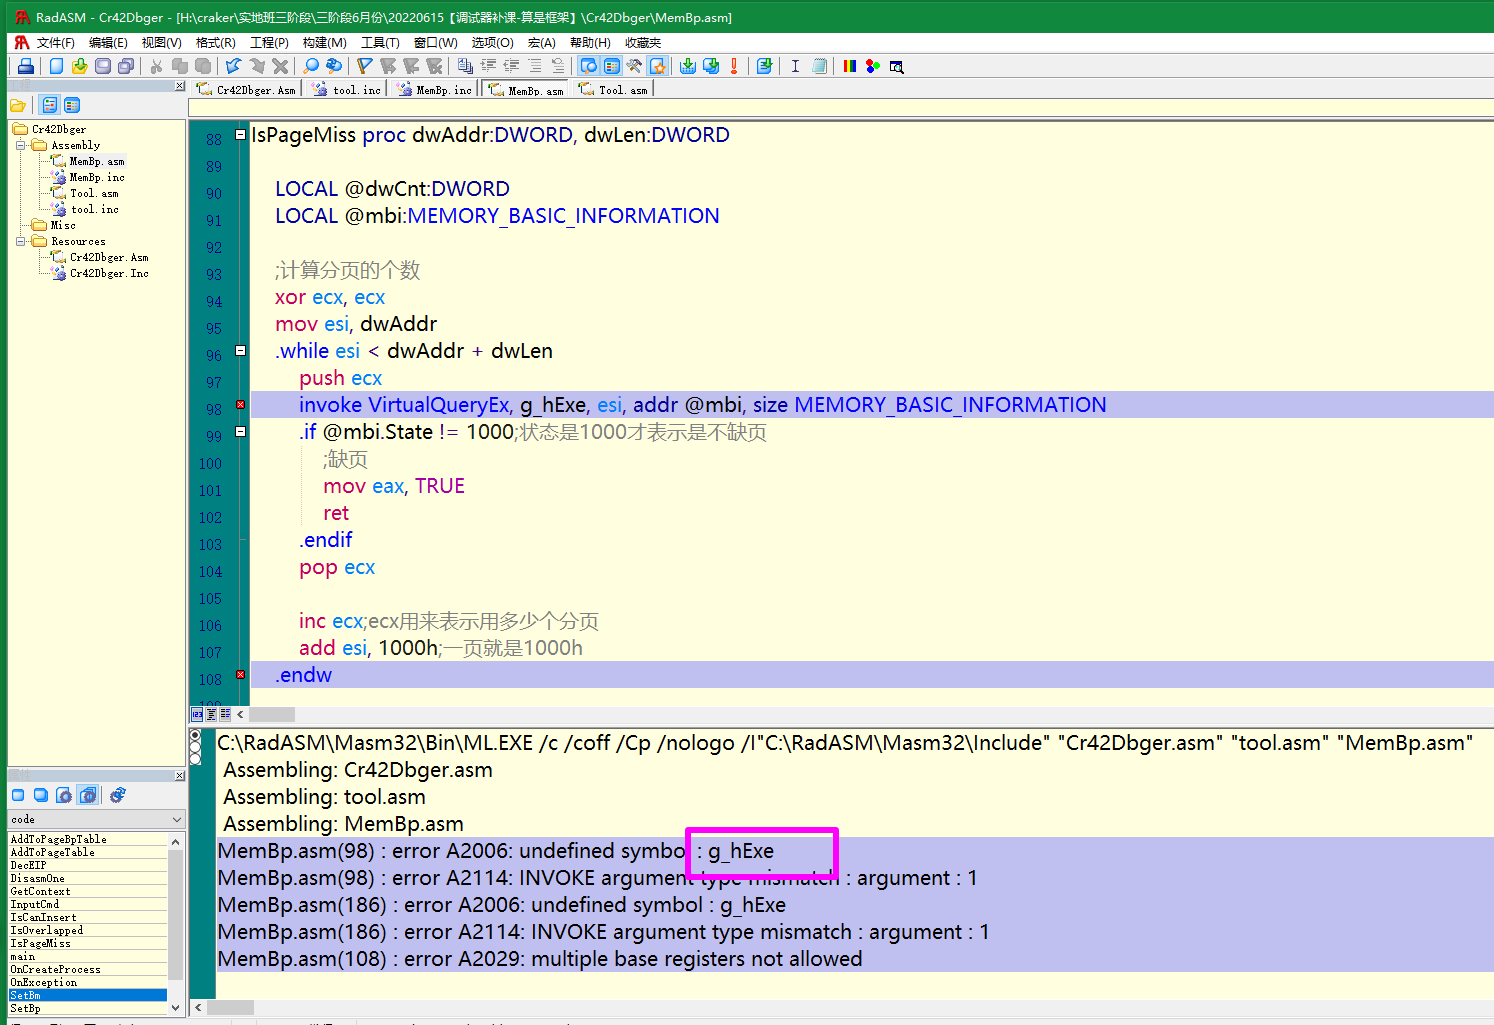 RadASM - Cr42Dbger - [H:\craker\实地班三阶段\三阶段6月份\20220615【调试器补课-算是框架】\Cr42Dbger\MemBp.asm]
文件(F) 编辑(E) 视图(V) 格式(R) 工程(P) 构建(M) 工具(T) 窗口(W) 选项(O) 宏(A) 帮助(H) 收藏夹
Cr42Dbger.Asm tool.inc MemBp.inc MemBp.asm Tool.asm
Cr42Dbger
Assembly
MemBp.asm
MemBp.inc
Tool.asm
tool.inc
Misc
Resources
Cr42Dbger.Asm
Cr42Dbger.Inc
88 IsPageMiss proc dwAddr:DWORD, dwLen:DWORD
89
90 LOCAL @dwCnt:DWORD
91 LOCAL @mbi:MEMORY_BASIC_INFORMATION
92
93 ;计算分页的个数
94 xor ecx, ecx
95 mov esi, dwAddr
96 .while esi < dwAddr + dwLen
97 push ecx
98 invoke VirtualQueryEx, g_hExe, esi, addr @mbi, size MEMORY_BASIC_INFORMATION
99 .if @mbi.State != 1000;状态是1000才表示是不缺页
100 ;缺页
101 mov eax, TRUE
102 ret
103 .endif
104 pop ecx
105
106 inc ecx;ecx用来表示用多少个分页
107 add esi, 1000h;一页就是1000h
108 .endw
code
AddToPageBpTable
AddToPageTable
DecEIP
DisasmOne
GetContext
InputCmd
IsCanInsert
IsOverlapped
IsPageMiss
main
OnCreateProcess
OnException
SetBm
SetBp
C:\RadASM\Masm32\Bin\ML.EXE /c /coff /Cp /nologo /I"C:\RadASM\Masm32\Include" "Cr42Dbger.asm" "tool.asm" "MemBp.asm"
Assembling: Cr42Dbger.asm
Assembling: tool.asm
Assembling: MemBp.asm
MemBp.asm(98) : error A2006: undefined symbol : g_hExe
MemBp.asm(98) : error A2114: INVOKE argument type mismatch : argument : 1
MemBp.asm(186) : error A2006: undefined symbol : g_hExe
MemBp.asm(186) : error A2114: INVOKE argument type mismatch : argument : 1
MemBp.asm(108) : error A2029: multiple base registers not allowed